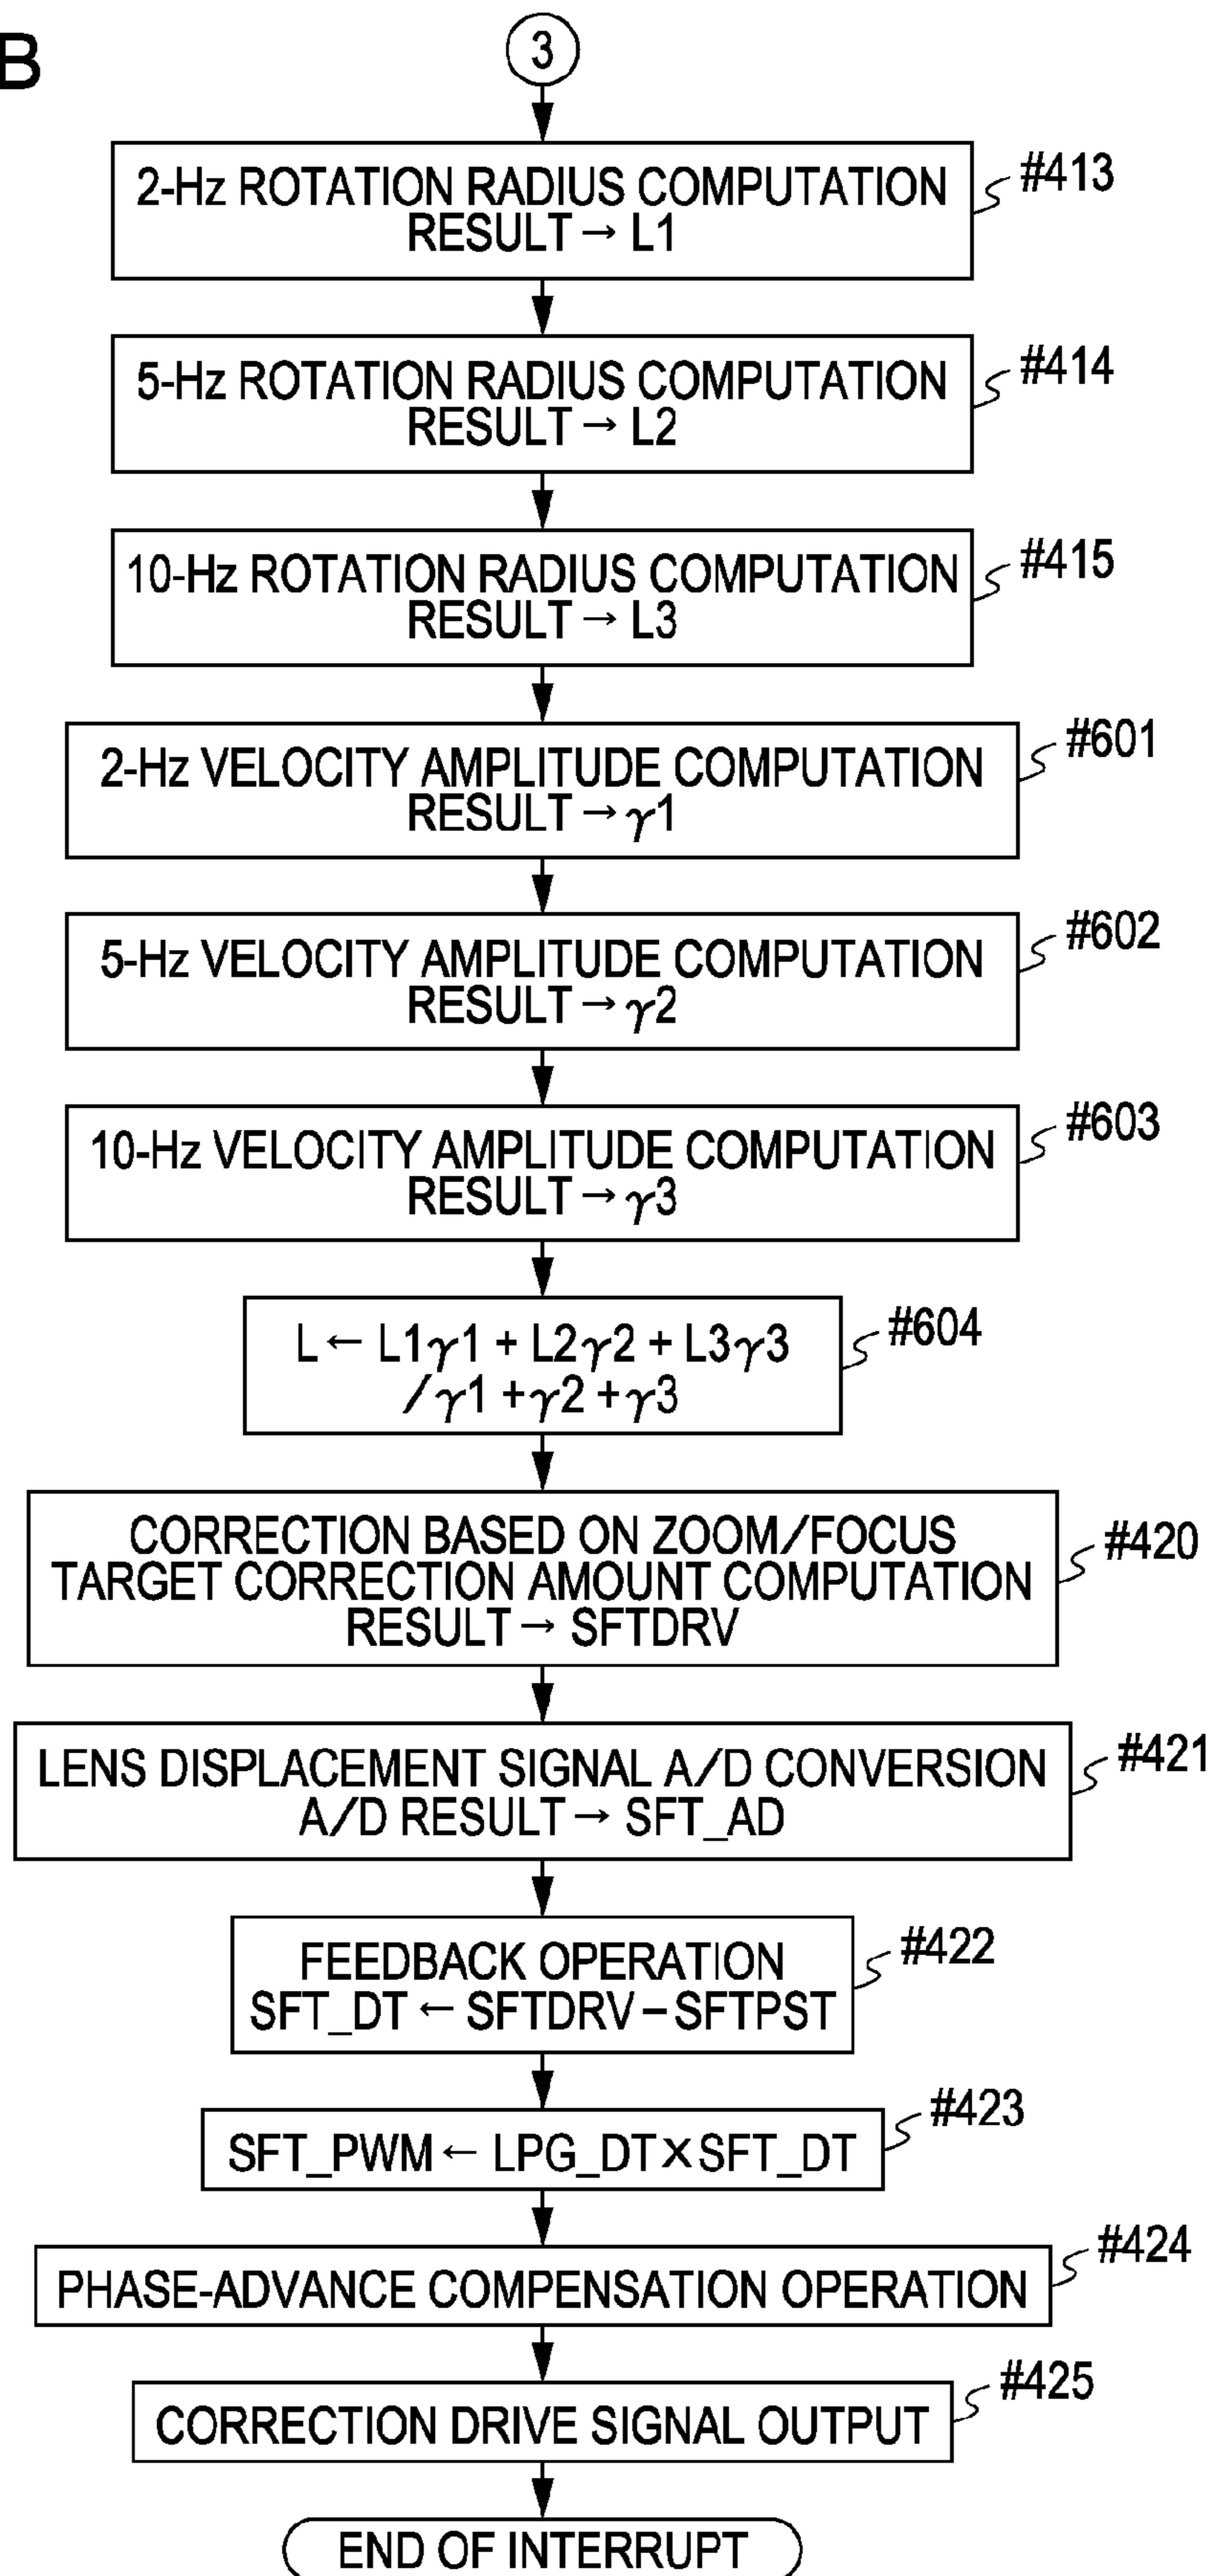 B
3
2-Hz ROTATION RADIUS COMPUTATION
RESULT → L1
#413
5-Hz ROTATION RADIUS COMPUTATION
RESULT → L2
#414
10-Hz ROTATION RADIUS COMPUTATION
RESULT → L3
#415
2-Hz VELOCITY AMPLITUDE COMPUTATION
RESULT → γ1
#601
5-Hz VELOCITY AMPLITUDE COMPUTATION
RESULT → γ2
#602
10-Hz VELOCITY AMPLITUDE COMPUTATION
RESULT → γ3
#603
L ← L1γ1 + L2γ2 + L3γ3
/γ1 + γ2 + γ3
#604
CORRECTION BASED ON ZOOM/FOCUS
TARGET CORRECTION AMOUNT COMPUTATION
RESULT → SFTDRV
#420
LENS DISPLACEMENT SIGNAL A/D CONVERSION
A/D RESULT → SFT_AD
#421
FEEDBACK OPERATION
SFT_DT ← SFTDRV – SFTPST
#422
SFT_PWM ← LPG_DT×SFT_DT
#423
PHASE-ADVANCE COMPENSATION OPERATION
#424
CORRECTION DRIVE SIGNAL OUTPUT
#425
END OF INTERRUPT